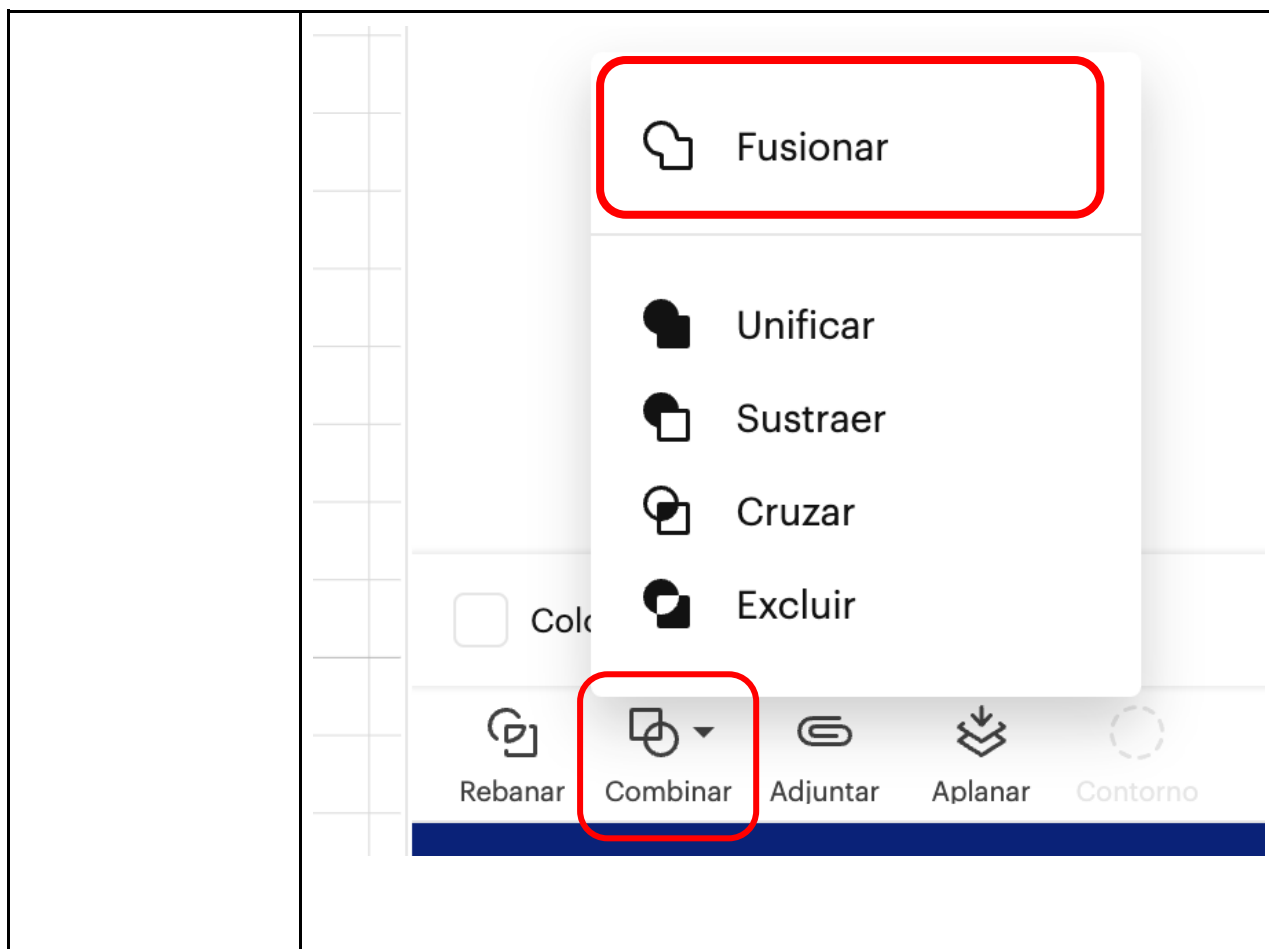 Fusionar
Unificar
Sustraer
Cruzar
Excluir
Rebanar Combinar Adjuntar Aplanar Contorno